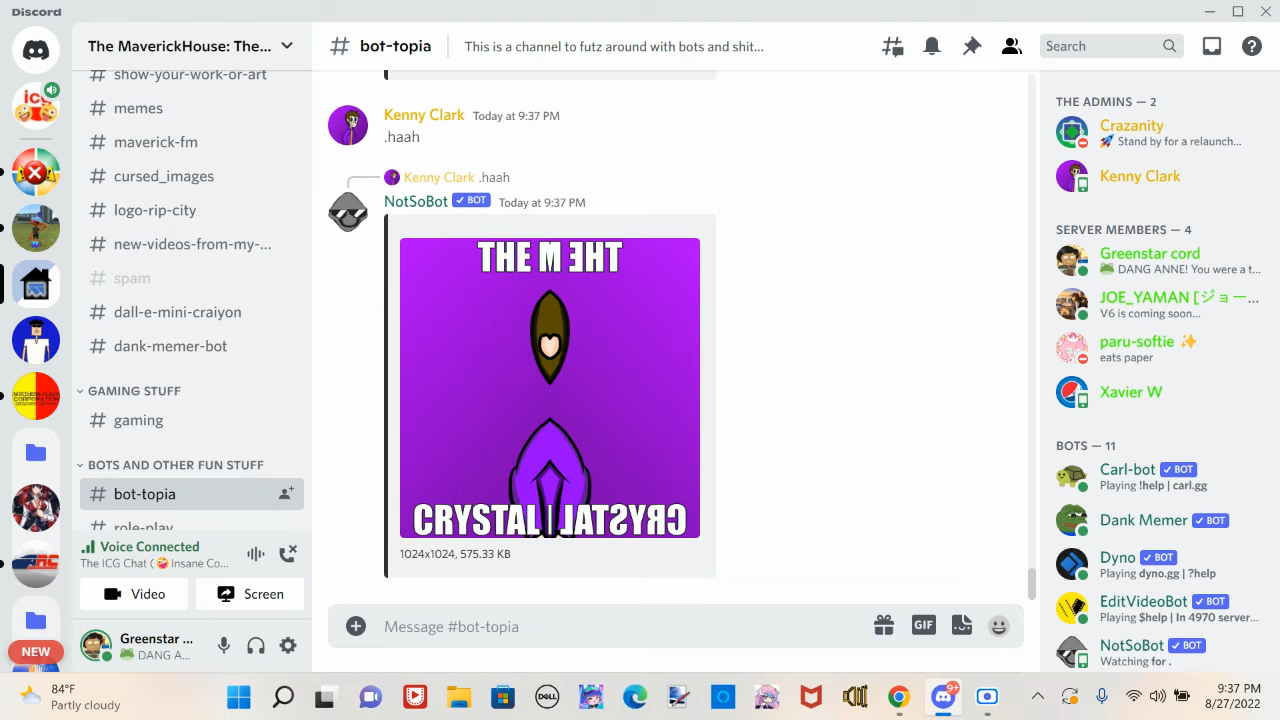 Discord
The MaverickHouse: The...
show-your-work-or-art
memes
maverick-fm
cursed_images
logo-rip-city
new-videos-from-my-...
spam
dall-e-mini-craiyon
dank-memer-bot
GAMING STUFF
gaming
BOTS AND OTHER FUN STUFF
bot-topia
role-play
Voice Connected
The ICG Chat (🤪 Insane Co...
Video
Screen
Greenstar ...
🐸 DANG A...
NEW
bot-topia
This is a channel to futz around with bots and shit...
Search
Kenny Clark Today at 9:37 PM
.haah
Kenny Clark .haah
NotSoBot ✓ BOT Today at 9:37 PM
THE M ƎHT
CRYSTAL | JATSYRC
1024x1024, 575.33 KB
Message #bot-topia
GIF
THE ADMINS — 2
Crazanity
🚀 Stand by for a relaunch...
Kenny Clark
SERVER MEMBERS — 4
Greenstar cord
🐸 DANG ANNE! You were a t...
JOE_YAMAN [ジョー...
V6 is coming soon...
paru-softie ✨
eats paper
Xavier W
BOTS — 11
Carl-bot ✓ BOT
Playing !help | carl.gg
Dank Memer ✓ BOT
Dyno ✓ BOT
Playing dyno.gg | ?help
EditVideoBot ✓ BOT
Playing $help | In 4970 server...
NotSoBot ✓ BOT
Watching for .
84°F
Partly cloudy
DELL
9+
9:37 PM
8/27/2022